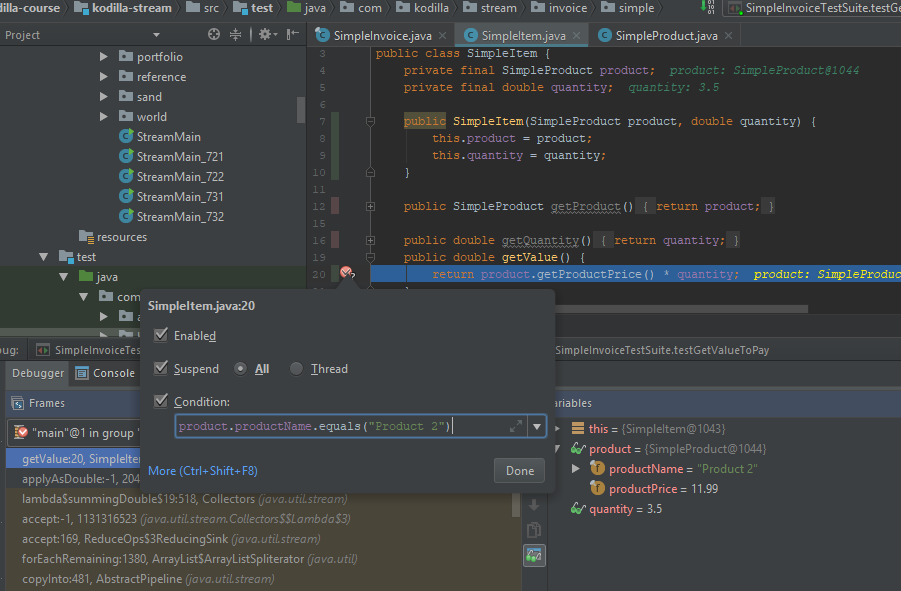 dilla-course kodilla-stream src test java com kodilla stream invoice simple SimpleInvoiceTestSuite.testGe
Project
SimpleInvoice.java SimpleItem.java SimpleProduct.java
portfolio
reference
sand
world
StreamMain
StreamMain_721
StreamMain_722
StreamMain_731
StreamMain_732
resources
test
java
com
3 public class SimpleItem {
4 private final SimpleProduct product; product: SimpleProduct@1044
5 private final double quantity; quantity: 3.5
6
7 public SimpleItem(SimpleProduct product, double quantity) {
8 this.product = product;
9 this.quantity = quantity;
10 }
11
12 public SimpleProduct getProduct() { return product; }
15
16 public double getQuantity() { return quantity; }
19 public double getValue() {
20 return product.getProductPrice() * quantity; product: SimpleProduc
SimpleItem.java:20
Enabled
Suspend All Thread
Condition:
product.productName.equals("Product 2")
More (Ctrl+Shift+F8)
Done
bug: SimpleInvoiceTes SimpleInvoiceTestSuite.testGetValueToPay
Debugger Console
Frames
"main"@1 in group "
getValue:20, SimpleItem
applyAsDouble:-1, 204
lambda$summingDouble$19:518, Collectors (java.util.stream)
accept:-1, 1131316523 (java.util.stream.Collectors$$Lambda$3)
accept:169, ReduceOps$3ReducingSink (java.util.stream)
forEachRemaining:1380, ArrayList$ArrayListSpliterator (java.util)
copyInto:481, AbstractPipeline (java.util.stream)
ariables
this = {SimpleItem@1043}
product = {SimpleProduct@1044}
productName = "Product 2"
productPrice = 11.99
quantity = 3.5